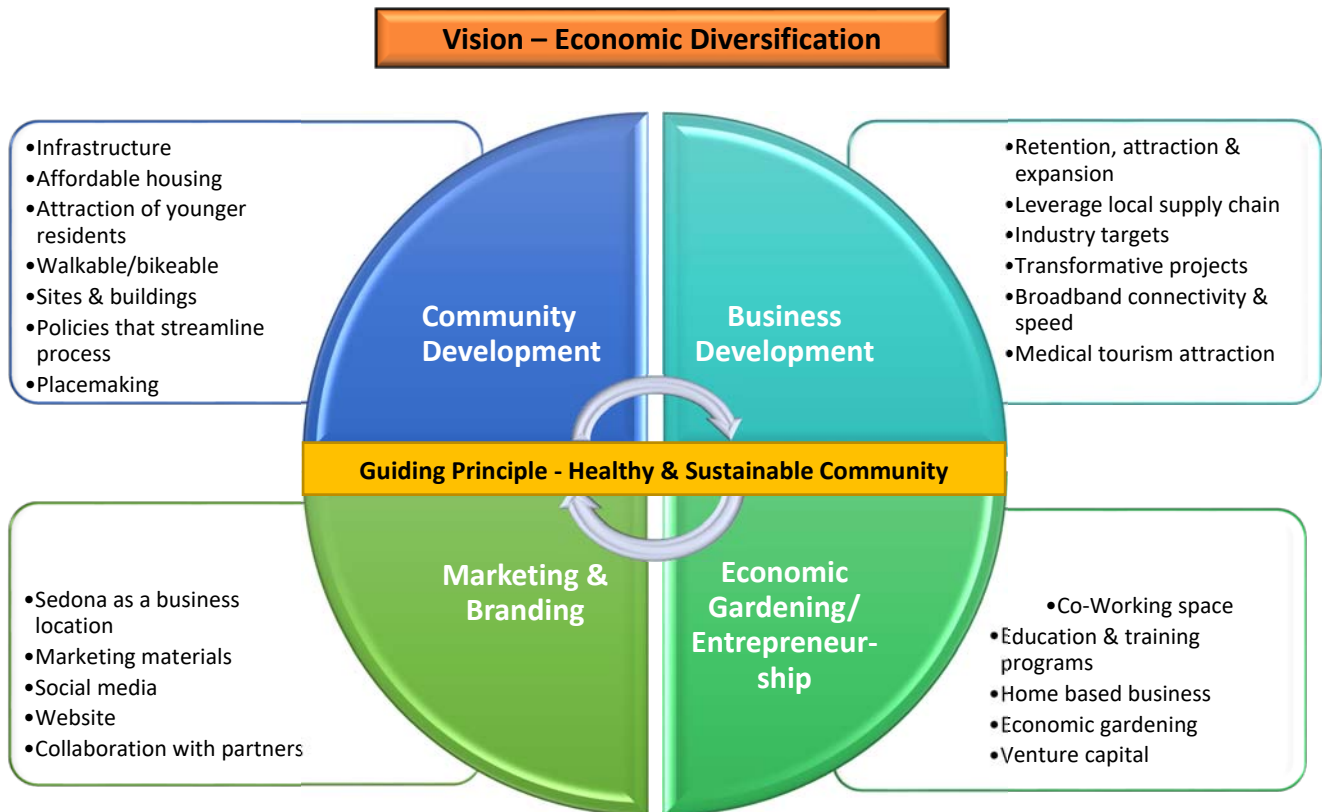 Vision – Economic Diversification
•Infrastructure
•Affordable housing
•Attraction of younger
residents
•Walkable/bikeable
•Sites & buildings
•Policies that streamline
process
•Placemaking
Community
Development
Business
Development
•Retention, attraction &
expansion
•Leverage local supply chain
•Industry targets
•Transformative projects
•Broadband connectivity &
speed
•Medical tourism attraction
Guiding Principle - Healthy & Sustainable Community
•Sedona as a business
location
•Marketing materials
•Social media
•Website
•Collaboration with partners
Marketing &
Branding
Economic
Gardening/
Entrepreneur-
ship
•Co-Working space
•Education & training
programs
•Home based business
•Economic gardening
•Venture capital